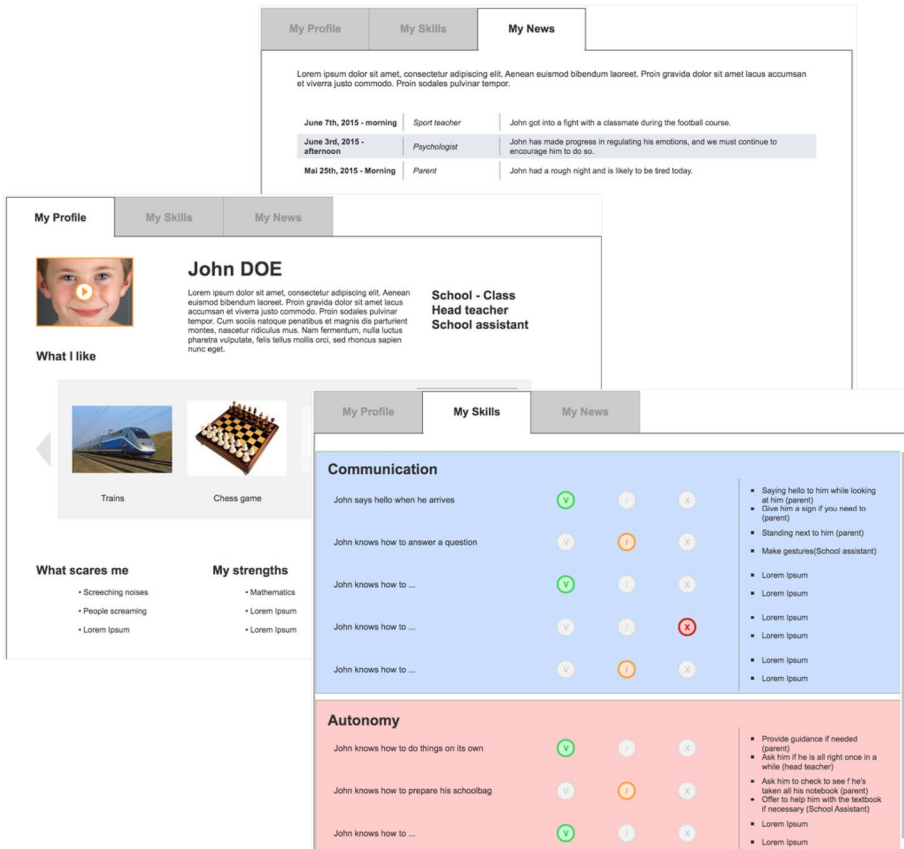 My Profile
My Skills
My News
Lorem ipsum dolor sit amet, consectetur adipiscing elit. Aenean euismod bibendum laoreet. Proin gravida dolor sit amet lacus accumsan
et viverra justo commodo. Proin sodales pulvinar tempor.
June 7th, 2015 - morning
Sport teacher
John got into a fight with a classmate during the football course.
June 3rd, 2015 -
afternoon
Psychologist
John has made progress in regulating his emotions, and we must continue to
encourage him to do so.
Mai 25th, 2015 - Morning
Parent
John had a rough night and is likely to be tired today.
My Profile
My Skills
My News
John DOE
Lorem ipsum dolor sit amet, consectetur adipiscing elit. Aenean
euismod bibendum laoreet. Proin gravida dolor sit amet lacus
accumsan et viverra justo commodo. Proin sodales pulvinar
tempor. Cum sociis natoque penatibus et magnis dis parturient
montes, nascetur ridiculus mus. Nam fermentum, nulla luctus
pharetra vulputate, felis tellus mollis orci, sed rhoncus sapien
nunc eget.
School - Class
Head teacher
School assistant
What I like
Trains
Chess game
What scares me
• Screeching noises
• People screaming
• Lorem Ipsum
My strengths
• Mathematics
• Lorem Ipsum
• Lorem Ipsum
My Profile
My Skills
My News
Communication
John says hello when he arrives
V
I
X
▪ Saying hello to him while looking
at him (parent)
▪ Give him a sign if you need to
(parent)
John knows how to answer a question
V
I
X
▪ Standing next to him (parent)
▪ Make gestures(School assistant)
John knows how to ...
V
I
X
▪ Lorem Ipsum
▪ Lorem Ipsum
John knows how to ...
V
I
X
▪ Lorem Ipsum
▪ Lorem Ipsum
John knows how to ...
V
I
X
▪ Lorem Ipsum
▪ Lorem Ipsum
Autonomy
John knows how to do things on its own
V
I
X
▪ Provide guidance if needed
(parent)
▪ Ask him if he is all right once in a
while (head teacher)
John knows how to prepare his schoolbag
V
I
X
▪ Ask him to check to see f he's
taken all his notebook (parent)
▪ Offer to help him with the textbook
if necessary (School Assistant)
John knows how to ...
V
I
X
▪ Lorem Ipsum
▪ Lorem Ipsum